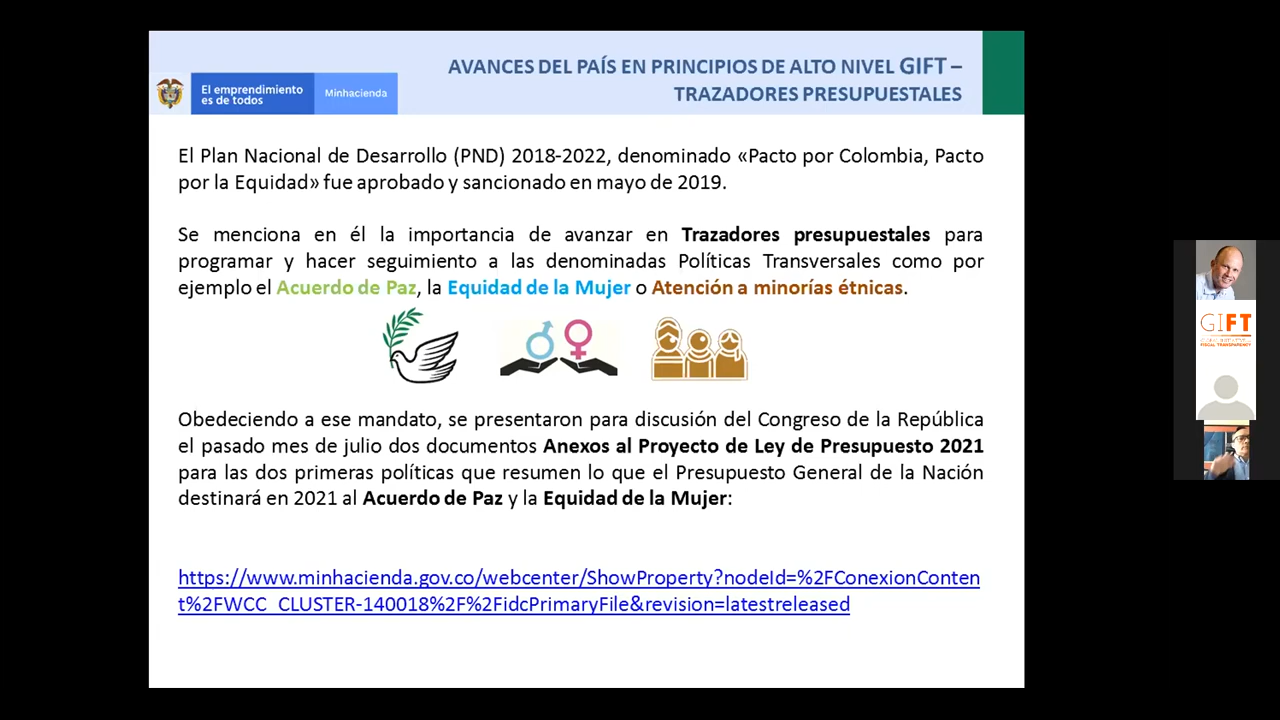 AVANCES DEL PAÍS EN PRINCIPIOS DE ALTO NIVEL GIFT –
TRAZADORES PRESUPUESTALES
El emprendimiento
es de todos
Minhacienda
El Plan Nacional de Desarrollo (PND) 2018-2022, denominado «Pacto por Colombia, Pacto
por la Equidad» fue aprobado y sancionado en mayo de 2019.
Se menciona en él la importancia de avanzar en Trazadores presupuestales para
programar y hacer seguimiento a las denominadas Políticas Transversales como por
ejemplo el Acuerdo de Paz, la Equidad de la Mujer o Atención a minorías étnicas.
Obedeciendo a ese mandato, se presentaron para discusión del Congreso de la República
el pasado mes de julio dos documentos Anexos al Proyecto de Ley de Presupuesto 2021
para las dos primeras políticas que resumen lo que el Presupuesto General de la Nación
destinará en 2021 al Acuerdo de Paz y la Equidad de la Mujer:
https://www.minhacienda.gov.co/webcenter/ShowProperty?nodeId=%2FConexionConten
t%2FWCC_CLUSTER-140018%2F%2FidcPrimaryFile&revision=latestreleased
GIFT
FISCAL TRANSPARENCY